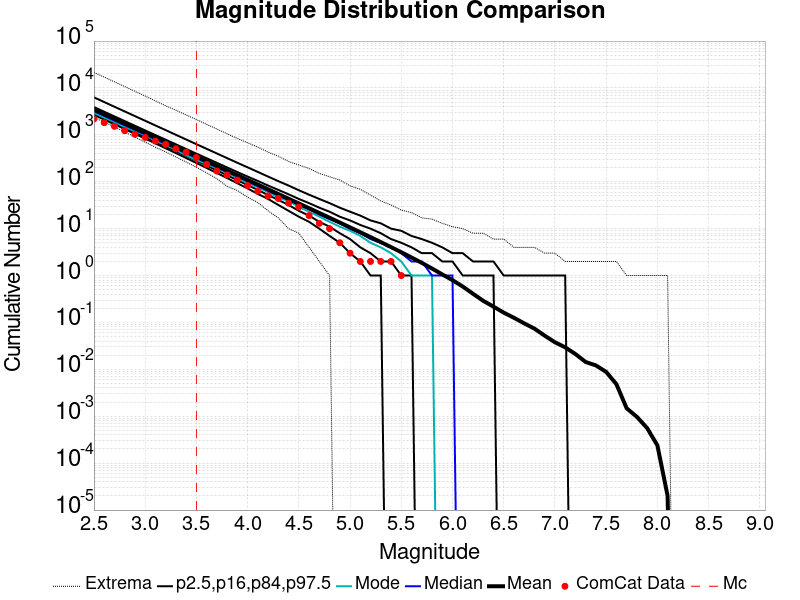 Magnitude Distribution Comparison
10^5
10^4
10^3
10^2
10^1
10^0
10^-1
10^-2
10^-3
10^-4
10^-5
Cumulative Number
2.5 3.0 3.5 4.0 4.5 5.0 5.5 6.0 6.5 7.0 7.5 8.0 8.5 9.0
Magnitude
Extrema p2.5,p16,p84,p97.5 Mode Median Mean ComCat Data Mc